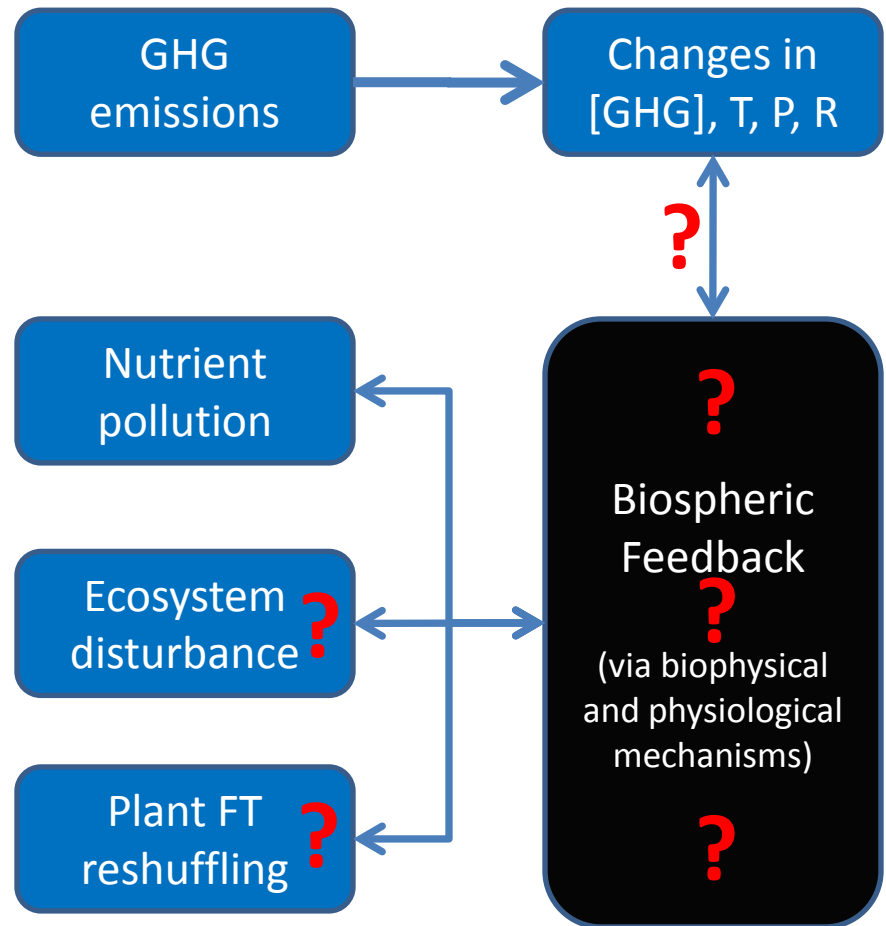 GHG
emissions
Changes in
[GHG], T, P, R
?
Nutrient
pollution
Ecosystem
disturbance
?
Plant FT
reshuffling
?
?
Biospheric
Feedback
?
(via biophysical
and physiological
mechanisms)
?